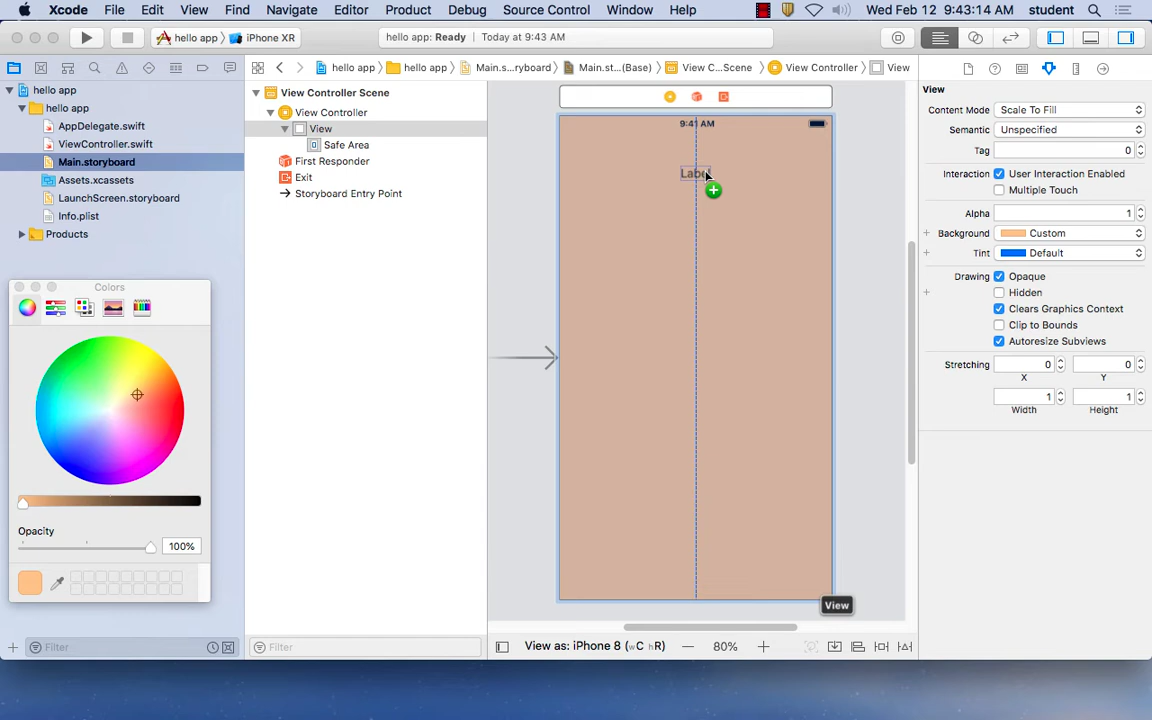 Xcode File Edit View Find Navigate Editor Product Debug Source Control Window Help Wed Feb 12 9:43:14 AM student
hello app iPhone XR hello app: Ready Today at 9:43 AM
hello app hello app Main.s...ryboard Main.st...(Base) View C...Scene View Controller View
hello app
hello app
AppDelegate.swift
ViewController.swift
Main.storyboard
Assets.xcassets
LaunchScreen.storyboard
Info.plist
Products
Colors
Opacity
100%
Filter
View Controller Scene
View Controller
View
Safe Area
First Responder
Exit
Storyboard Entry Point
Filter
9:41 AM
View
View as: iPhone 8 (wC hR) 80%
View
Content Mode Scale To Fill
Semantic Unspecified
Tag 0
Interaction User Interaction Enabled
Multiple Touch
Alpha 1
Background Custom
Tint Default
Drawing Opaque
Hidden
Clears Graphics Context
Clip to Bounds
Autoresize Subviews
Stretching 0 0
X Y
1 1
Width Height